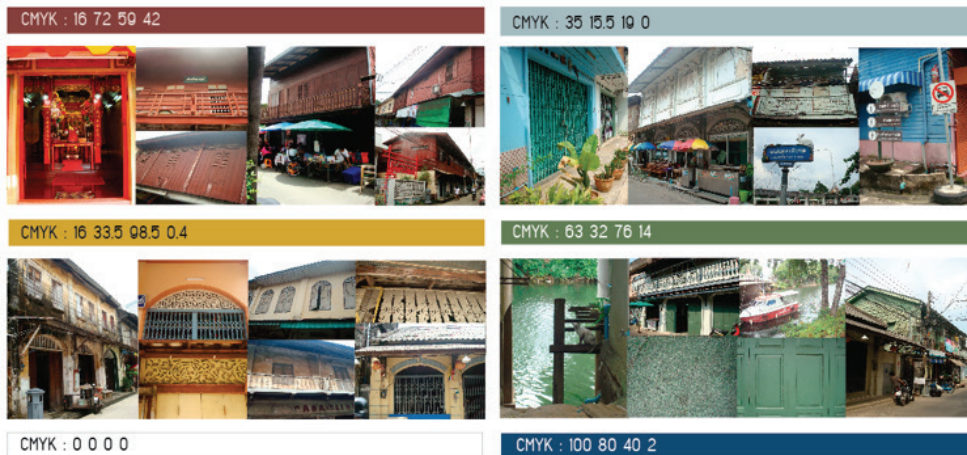 CMYK : 16 72 59 42
CMYK : 35 15.5 19 0
CMYK : 16 33.5 98.5 0.4
CMYK : 63 32 76 14
CMYK : 0 0 0 0
CMYK : 100 80 40 2